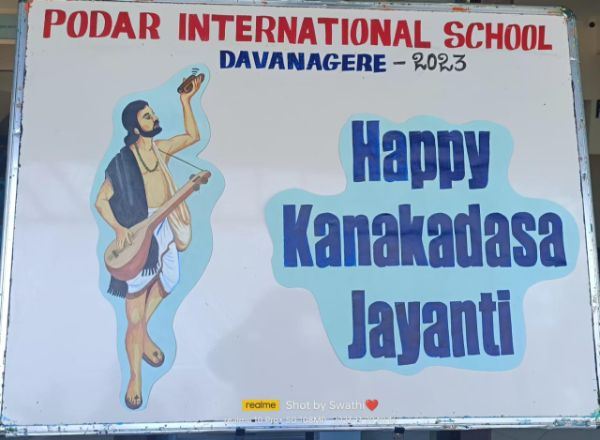 PODAR INTERNATIONAL SCHOOL
DAVANAGERE - 2023
Happy
Kanakadasa
Jayanti
realme Shot by Swathi❤️